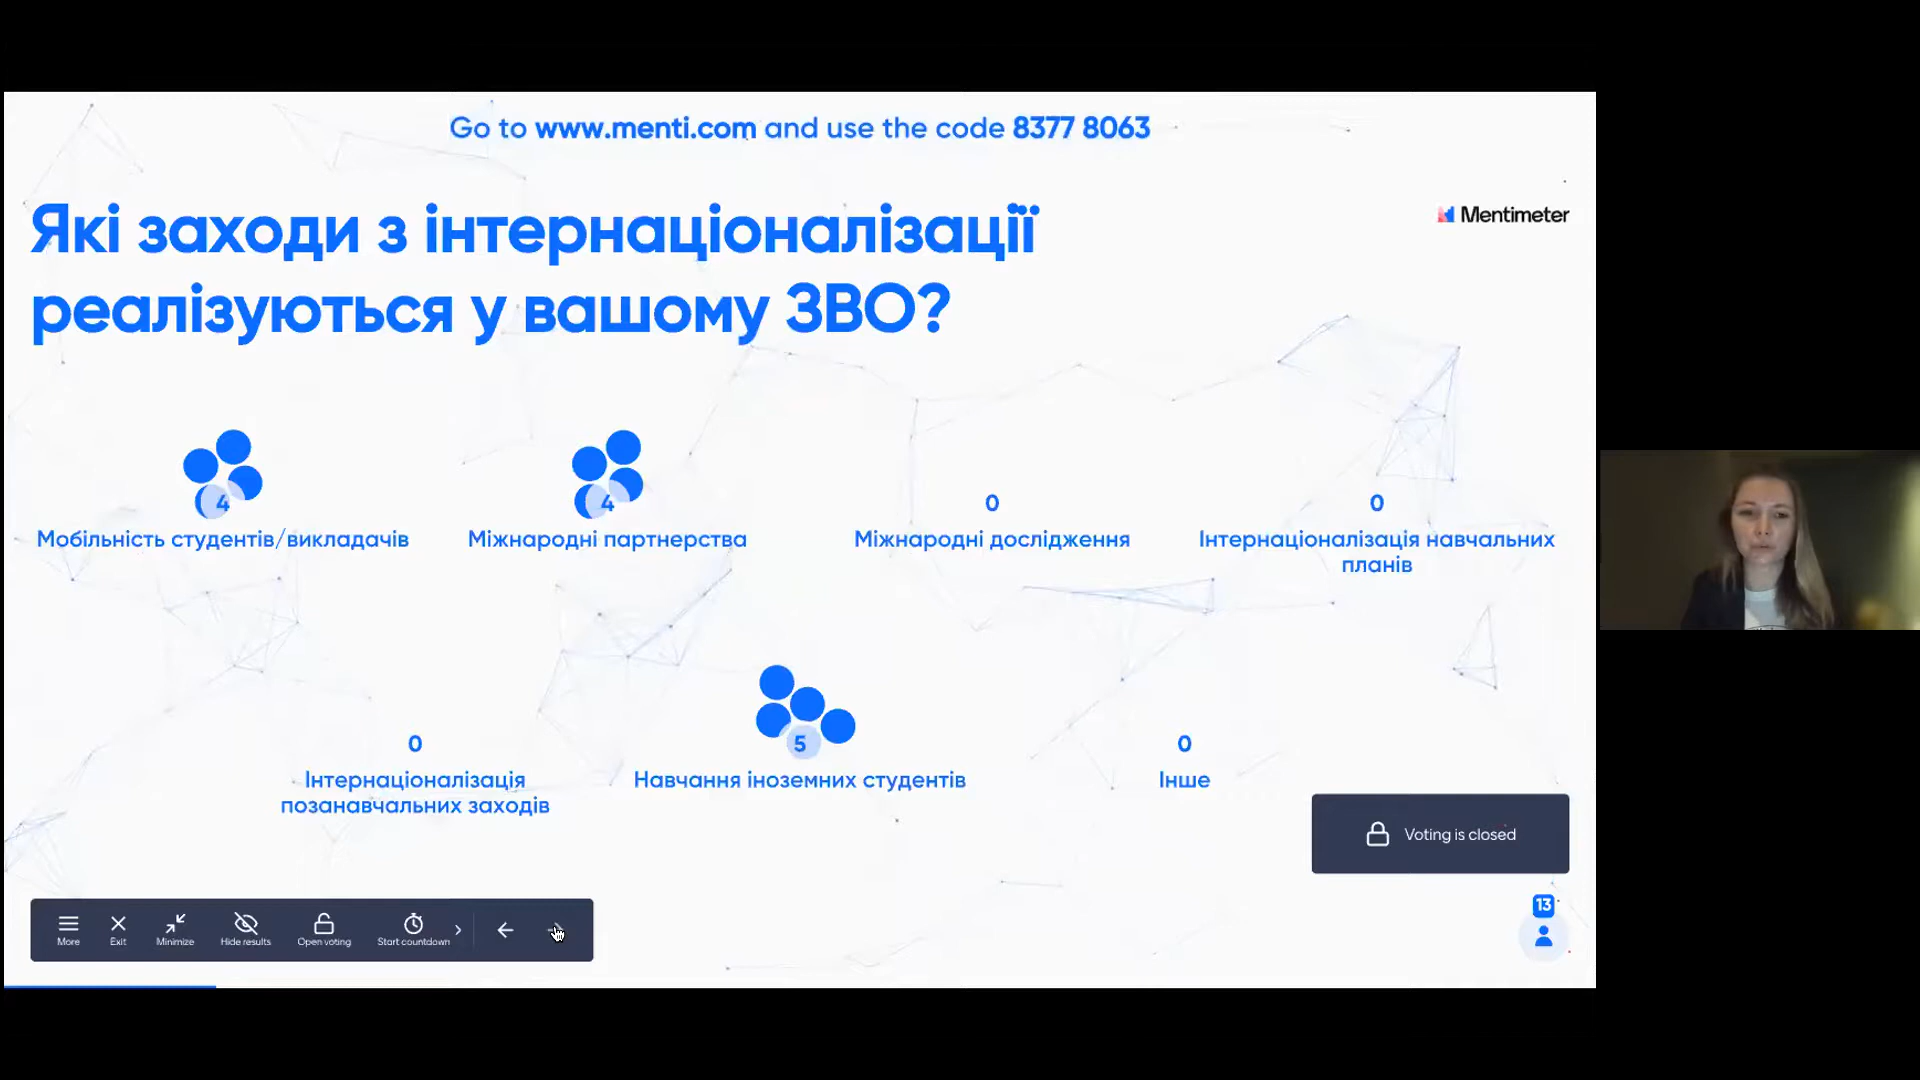 Go to www.menti.com and use the code 8377 8063
Які заходи з інтернаціоналізації
реалізуються у вашому ЗВО?
Mentimeter
4
Мобільність студентів/викладачів
4
Міжнародні партнерства
0
Міжнародні дослідження
0
Інтернаціоналізація навчальних
планів
0
Інтернаціоналізація
позанавчальних заходів
5
Навчання іноземних студентів
0
Інше
Voting is closed
13
More
Exit
Minimize
Hide results
Open voting
Start countdown